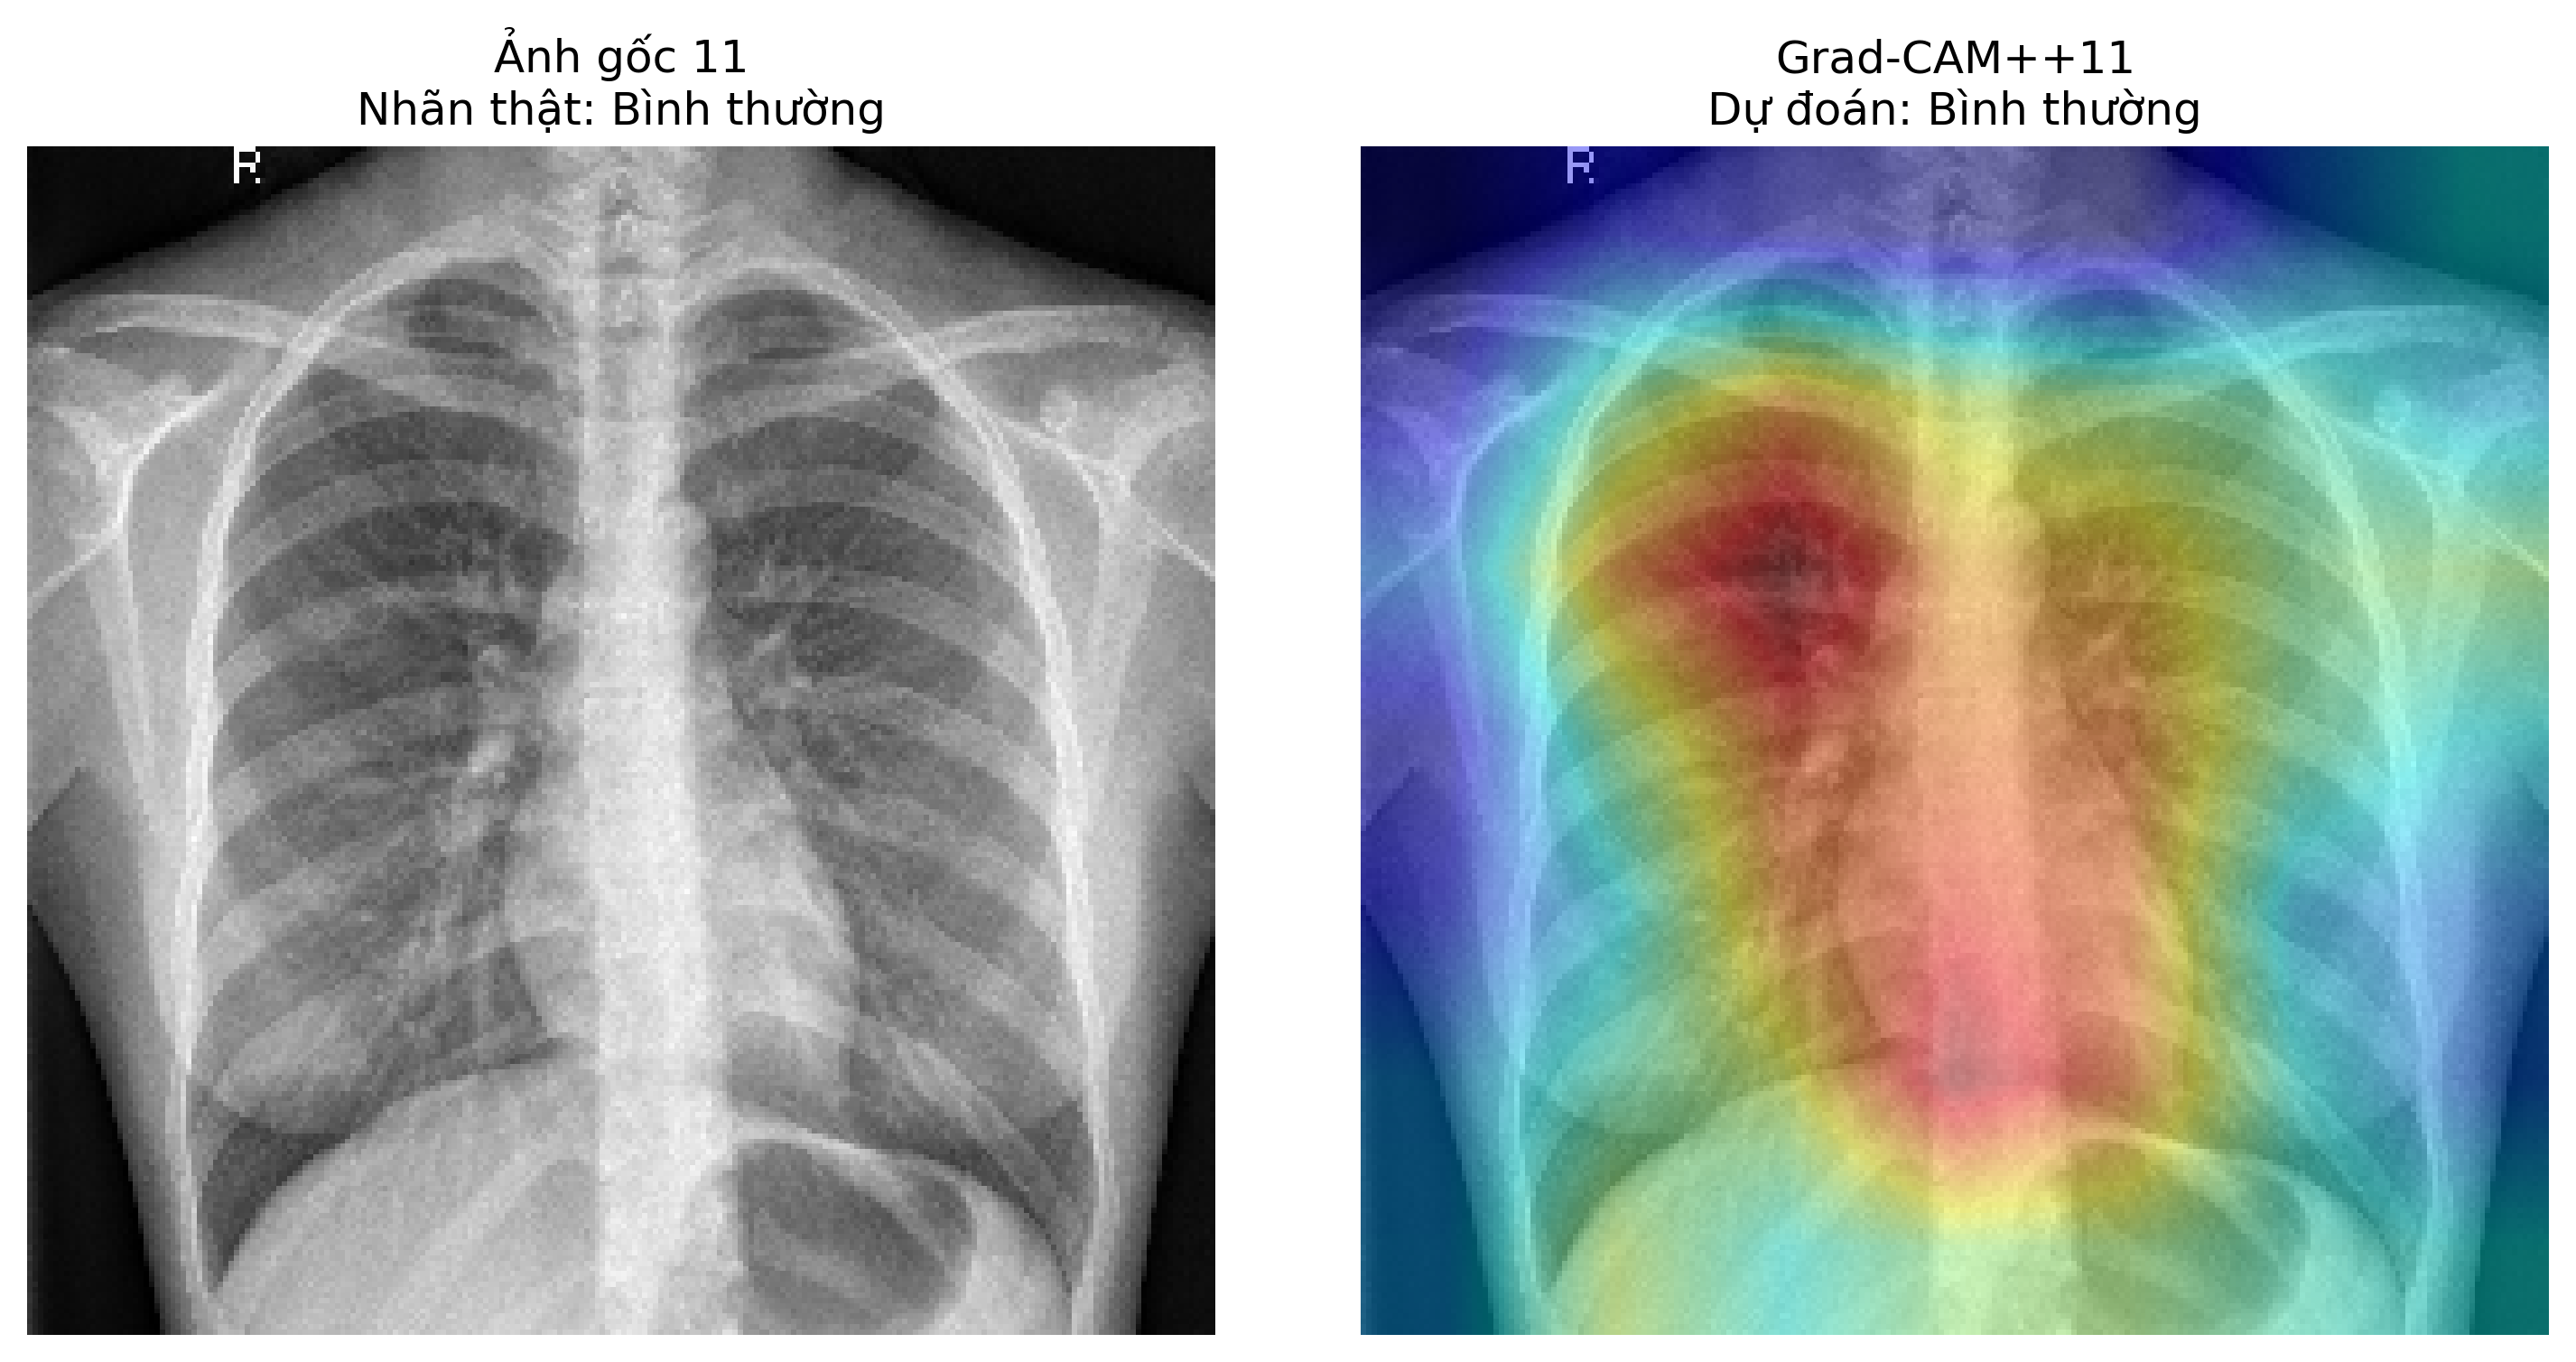 Ảnh gốc 11
Nhãn thật: Bình thường
Grad-CAM++11
Dự đoán: Bình thường
R
R